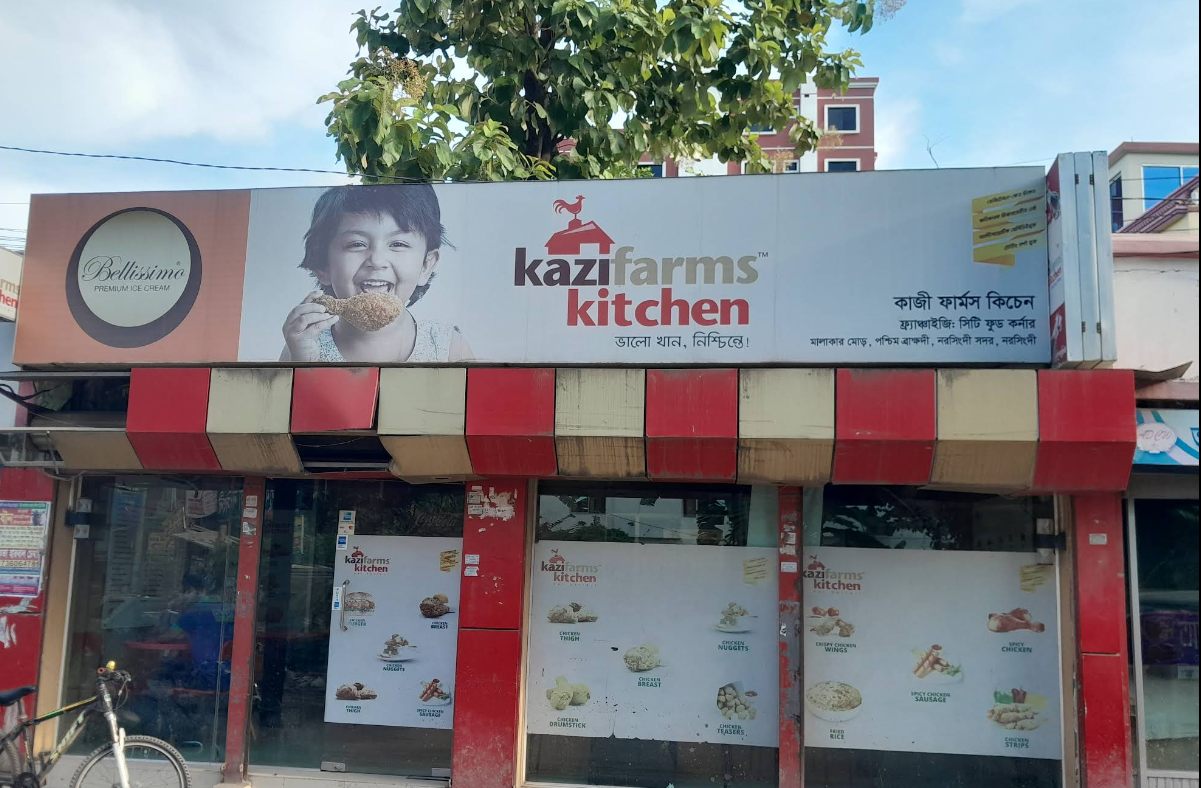 Bellissimo
PREMIUM ICE CREAM
kazifarms™
kitchen
ভালো খান, নিশ্চিন্তে!
কাজী ফার্মস কিচেন
ফ্র্যাঞ্চাইজি: সিটি ফুড কর্নার
মালাকার মোড়, পশ্চিম ব্রাহ্মন্দী, নরসিংদী সদর, নরসিংদী
kazifarms
kitchen
CHICKEN
BREAST
CHICKEN
NUGGETS
CHICKEN
THIGH
SPICY CHICKEN
SAUSAGE
kazifarms
kitchen
CHICKEN
THIGH
CHICKEN
NUGGETS
CHICKEN
BREAST
CHICKEN
DRUMSTICK
CHICKEN
TEASERS
kazifarms
kitchen
CRISPY CHICKEN
WINGS
SPICY
CHICKEN
SPICY CHICKEN
SAUSAGE
FRIED
RICE
CHICKEN
STRIPS